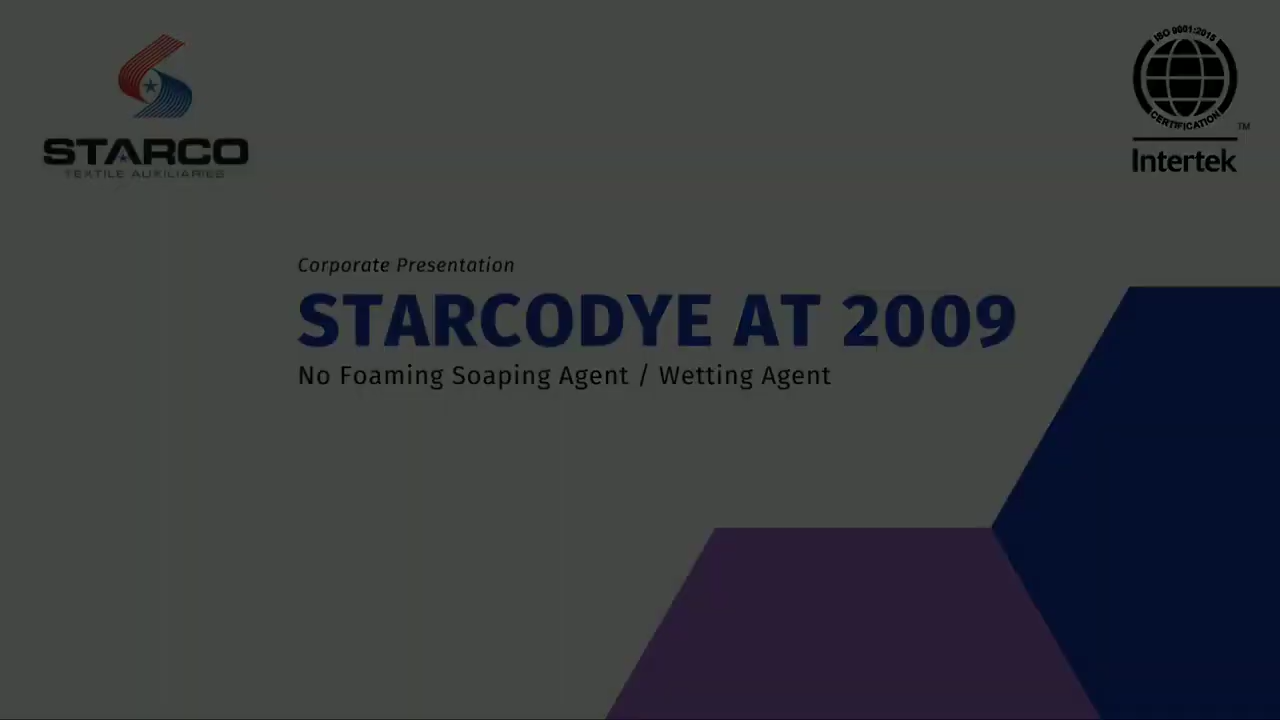 STARCO
TEXTILE AUXILIARIES
ISO 9001:2015
CERTIFICATION
TM
Intertek
Corporate Presentation
STARCODYE AT 2009
No Foaming Soaping Agent / Wetting Agent